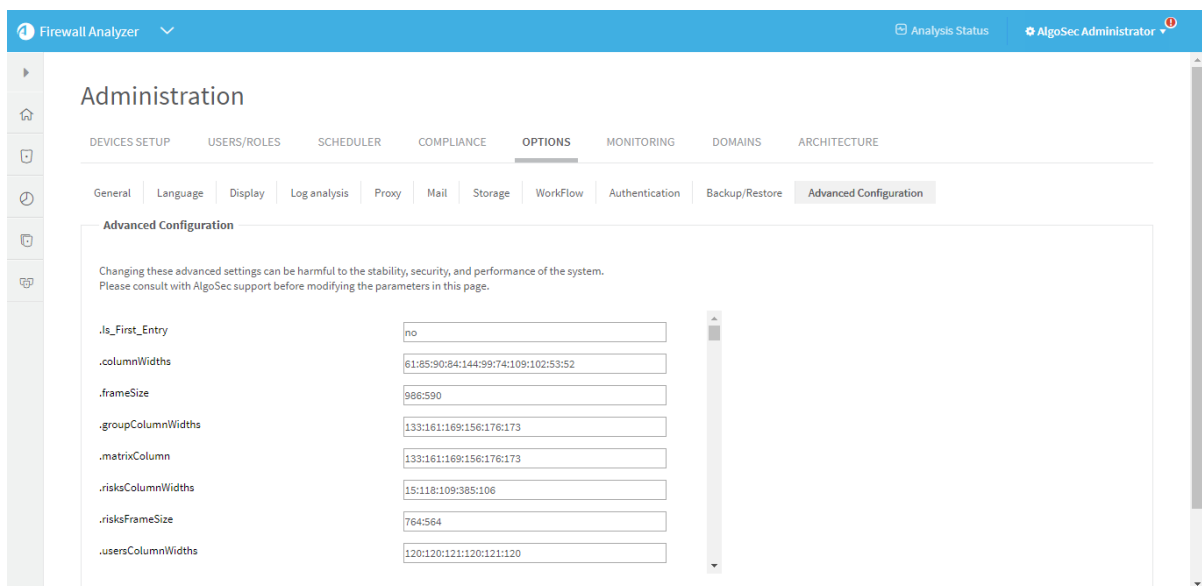 Firewall Analyzer
Analysis Status
AlgoSec Administrator
Administration
DEVICES SETUP USERS/ROLES SCHEDULER COMPLIANCE OPTIONS MONITORING DOMAINS ARCHITECTURE
General Language Display Log analysis Proxy Mail Storage WorkFlow Authentication Backup/Restore Advanced Configuration
Advanced Configuration
Changing these advanced settings can be harmful to the stability, security, and performance of the system.
Please consult with AlgoSec support before modifying the parameters in this page.
.Is_First_Entry no
.columnWidths 61:85:90:84:144:99:74:109:102:53:52
.frameSize 986:590
.groupColumnWidths 133:161:169:156:176:173
.matrixColumn 133:161:169:156:176:173
.risksColumnWidths 15:118:109:385:106
.risksFrameSize 764:564
.usersColumnWidths 120:120:121:120:121:120